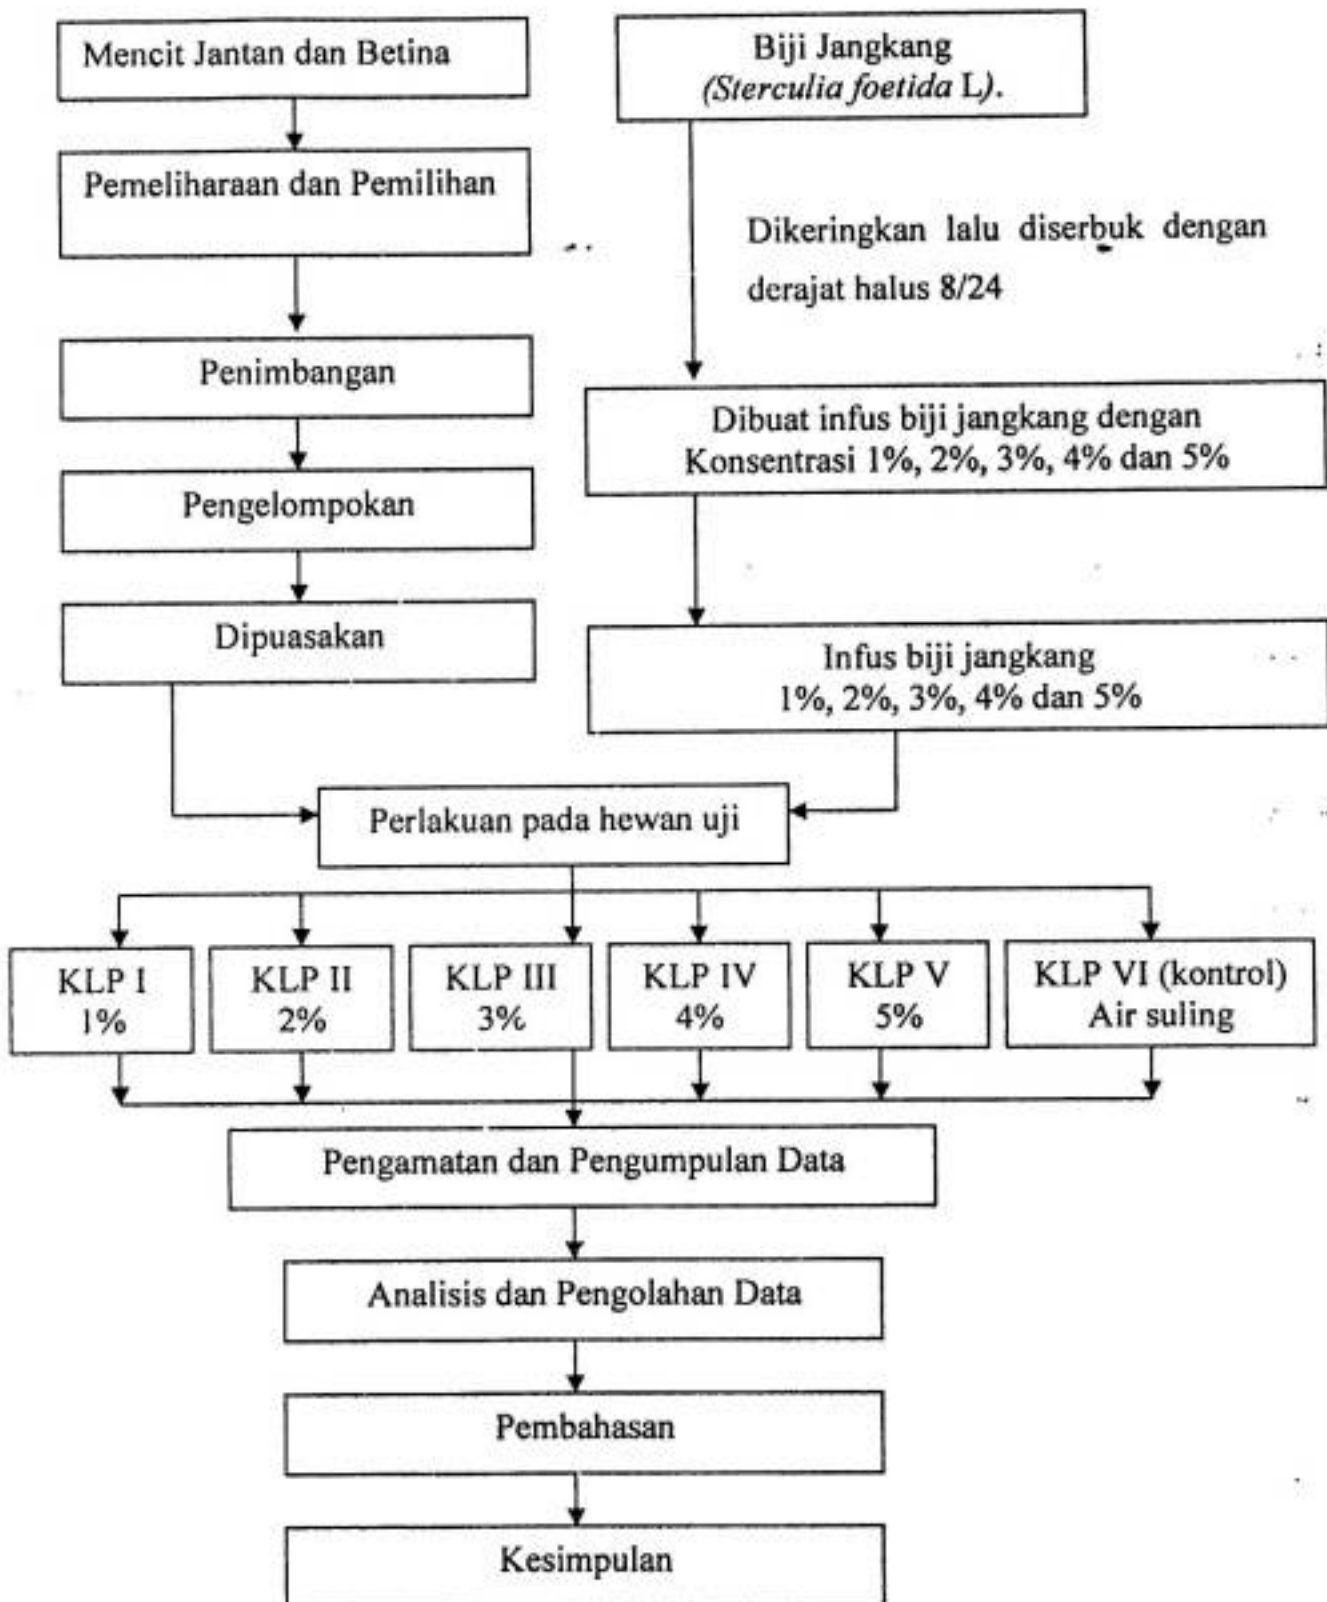 Mencit Jantan dan Betina
Pemeliharaan dan Pemilihan
Penimbangan
Pengelompokan
Dipuasakan
Biji Jangkang
(Sterculia foetida L).
Dikeringkan lalu diserbuk dengan
derajat halus 8/24
Dibuat infus biji jangkang dengan
Konsentrasi 1%, 2%, 3%, 4% dan 5%
Infus biji jangkang
1%, 2%, 3%, 4% dan 5%
Perlakuan pada hewan uji
KLP I
1%
KLP II
2%
KLP III
3%
KLP IV
4%
KLP V
5%
KLP VI (kontrol)
Air suling
Pengamatan dan Pengumpulan Data
Analisis dan Pengolahan Data
Pembahasan
Kesimpulan